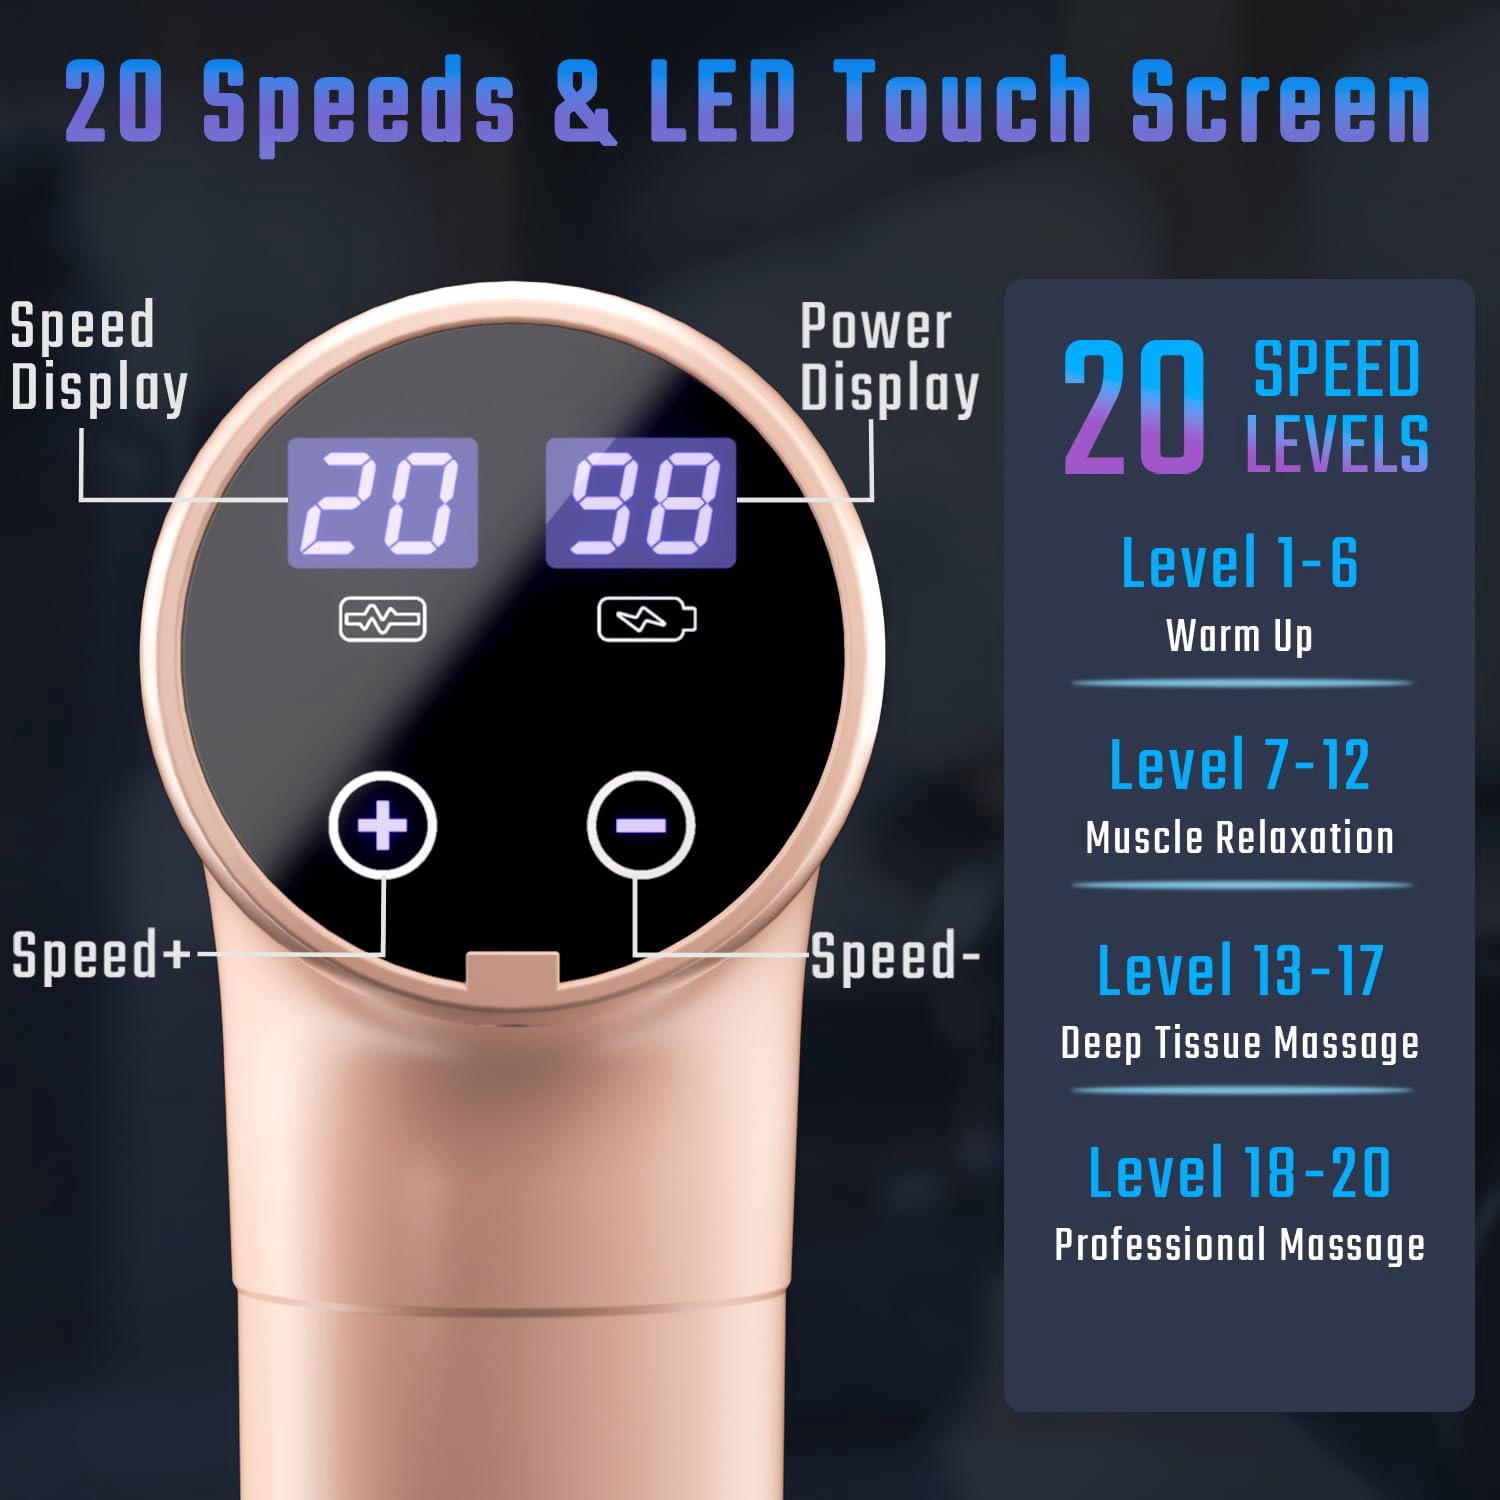 20 Speeds & LED Touch Screen
Speed
Display
Power
Display
20 98
+ -
Speed+
Speed-
20 SPEED
LEVELS
Level 1-6
Warm Up
Level 7-12
Muscle Relaxation
Level 13-17
Deep Tissue Massage
Level 18-20
Professional Massage